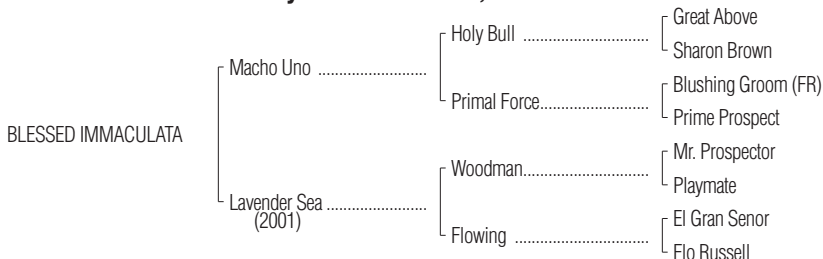 Great Above
Holy Bull ..............................
Sharon Brown
Macho Uno ..........................
Blushing Groom (FR)
Primal Force..........................
Prime Prospect
BLESSED IMMACULATA
Mr. Prospector
Woodman..............................
Playmate
Lavender Sea ........................
(2001)
El Gran Senor
Flowing ................................
Flo Russell